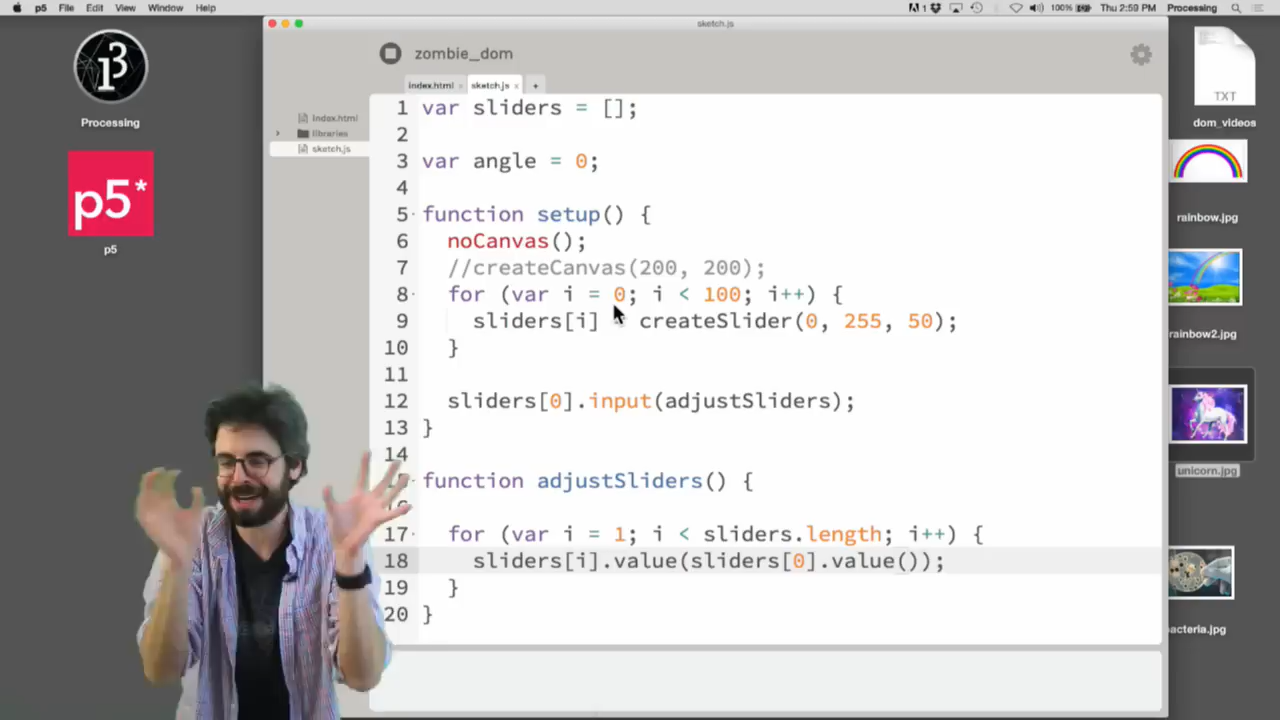 p5 File Edit View Window Help
1 100% Thu 2:59 PM Processing
sketch.js
zombie_dom
index.html × sketch.js × +
index.html
libraries
sketch.js
i3
Processing
p5*
p5
TXT
dom_videos
rainbow.jpg
rainbow2.jpg
unicorn.jpg
acteria.jpg
1 var sliders = [];
2
3 var angle = 0;
4
5 function setup() {
6 noCanvas();
7 //createCanvas(200, 200);
8 for (var i = 0; i < 100; i++) {
9 sliders[i] createSlider(0, 255, 50);
10 }
11
12 sliders[0].input(adjustSliders);
13 }
14
function adjustSliders() {
17 for (var i = 1; i < sliders.length; i++) {
18 sliders[i].value(sliders[0].value());
19 }
20 }